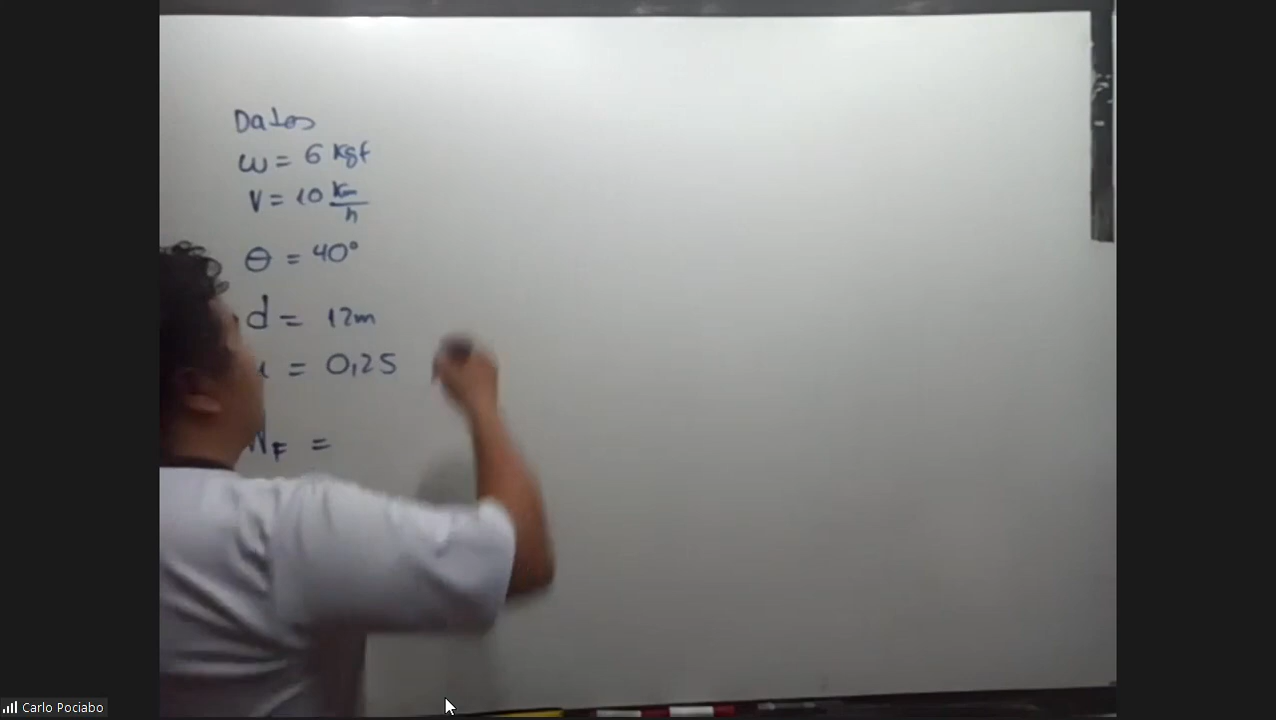 Datos
w = 6 Kgf
V = 10 Km/h
θ = 40°
d = 12m
= 0,25
F =
Carlo Pociabo